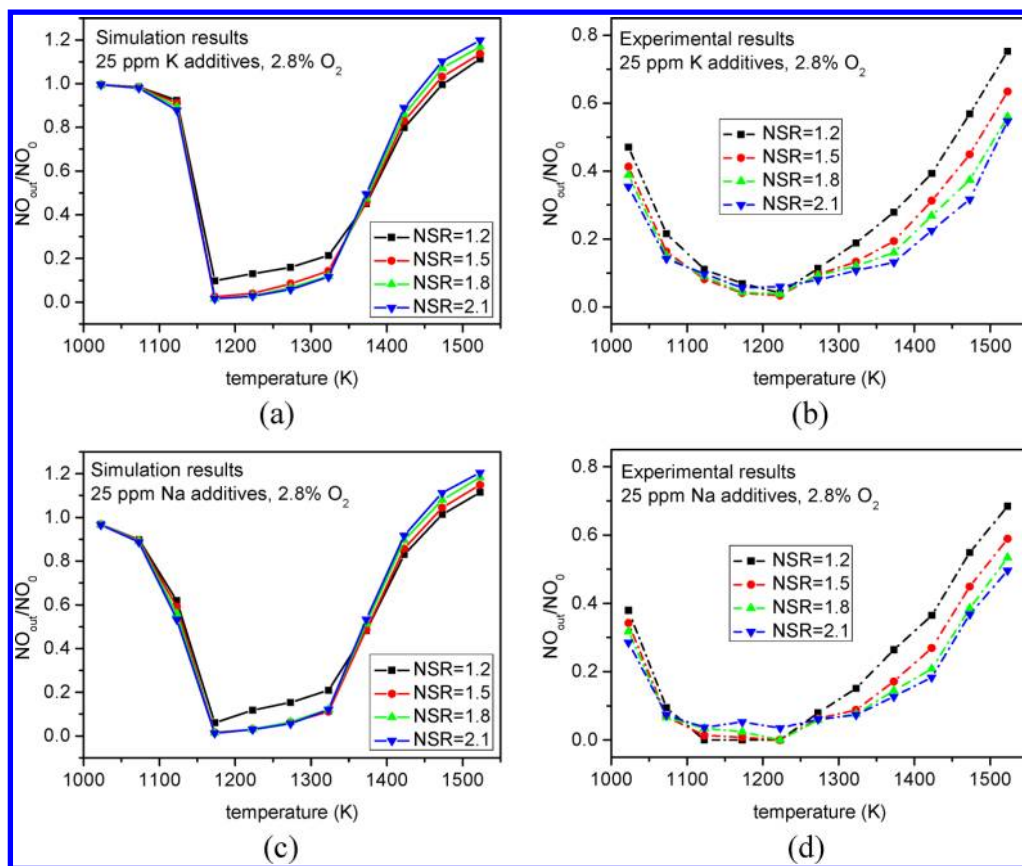 Simulation results
25 ppm K additives, 2.8% O2
NOout/NO0
1.2
1.0
0.8
0.6
0.4
0.2
0.0
NSR=1.2
NSR=1.5
NSR=1.8
NSR=2.1
1000 1100 1200 1300 1400 1500
temperature (K)
(a)
Experimental results
25 ppm K additives, 2.8% O2
NOout/NO0
0.8
0.6
0.4
0.2
0.0
NSR=1.2
NSR=1.5
NSR=1.8
NSR=2.1
1000 1100 1200 1300 1400 1500
temperature (K)
(b)
Simulation results
25 ppm Na additives, 2.8% O2
NOout/NO0
1.2
1.0
0.8
0.6
0.4
0.2
0.0
NSR=1.2
NSR=1.5
NSR=1.8
NSR=2.1
1000 1100 1200 1300 1400 1500
temperature (K)
(c)
Experimental results
25 ppm Na additives, 2.8% O2
NOout/NO0
0.8
0.6
0.4
0.2
0.0
NSR=1.2
NSR=1.5
NSR=1.8
NSR=2.1
1000 1100 1200 1300 1400 1500
temperature (K)
(d)